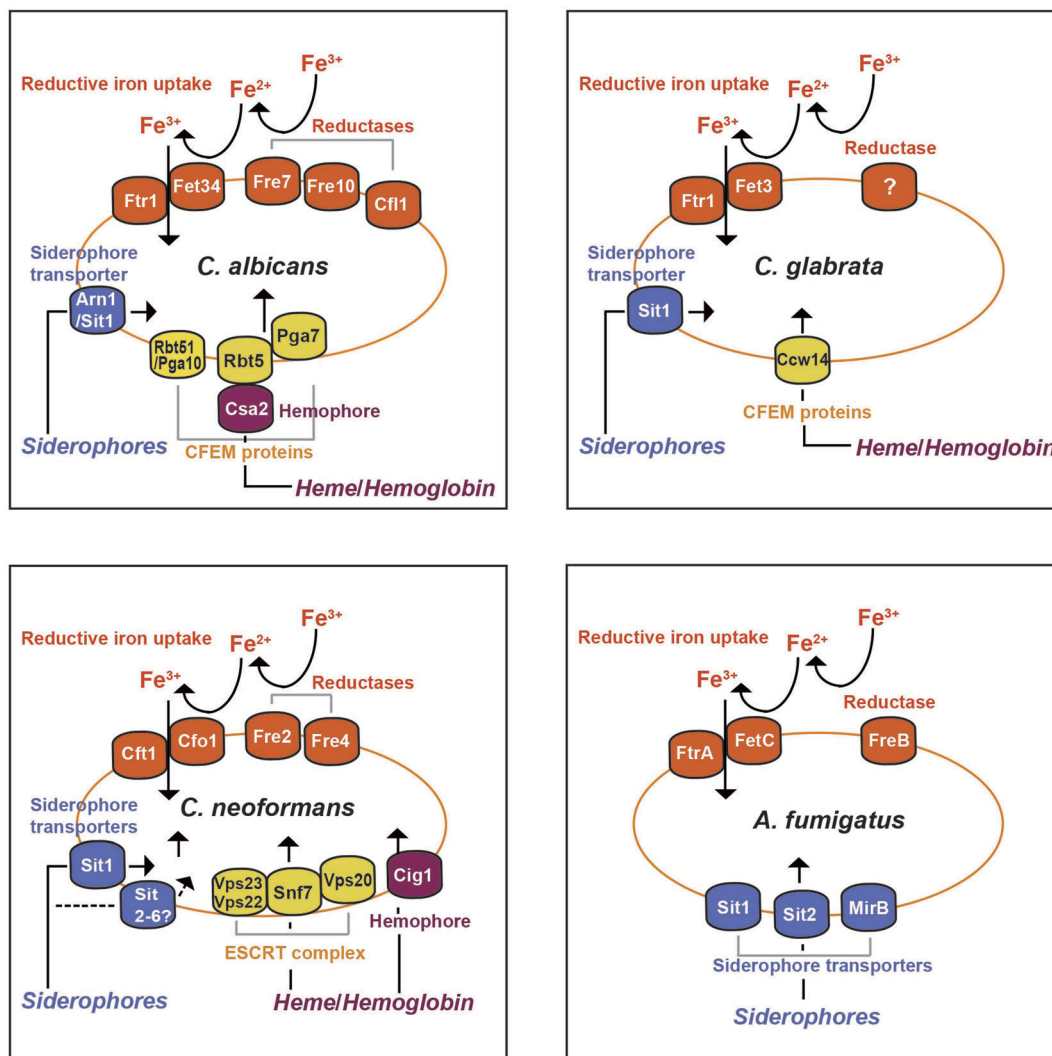 Fe³⁺
Reductive iron uptake
Fe²⁺
Fe³⁺
Reductases
Ftr1
Fet34
Fre7
Fre10
Cfl1
Siderophore
transporter
C. albicans
Arn1
/Sit1
Rbt51
/Pga10
Rbt5
Pga7
Csa2
Hemophore
Siderophores
CFEM proteins
Heme/Hemoglobin
Fe³⁺
Reductive iron uptake
Fe²⁺
Fe³⁺
Reductase
Ftr1
Fet3
?
Siderophore
transporter
C. glabrata
Sit1
Ccw14
CFEM proteins
Siderophores
Heme/Hemoglobin
Fe³⁺
Reductive iron uptake
Fe²⁺
Fe³⁺
Reductases
Cft1
Cfo1
Fre2
Fre4
Siderophore
transporters
C. neoformans
Sit1
Sit
2-6?
Vps23
Vps22
Snf7
Vps20
Cig1
Hemophore
ESCRT complex
Siderophores
Heme/Hemoglobin
Fe³⁺
Reductive iron uptake
Fe²⁺
Fe³⁺
Reductase
FtrA
FetC
FreB
A. fumigatus
Sit1
Sit2
MirB
Siderophore transporters
Siderophores